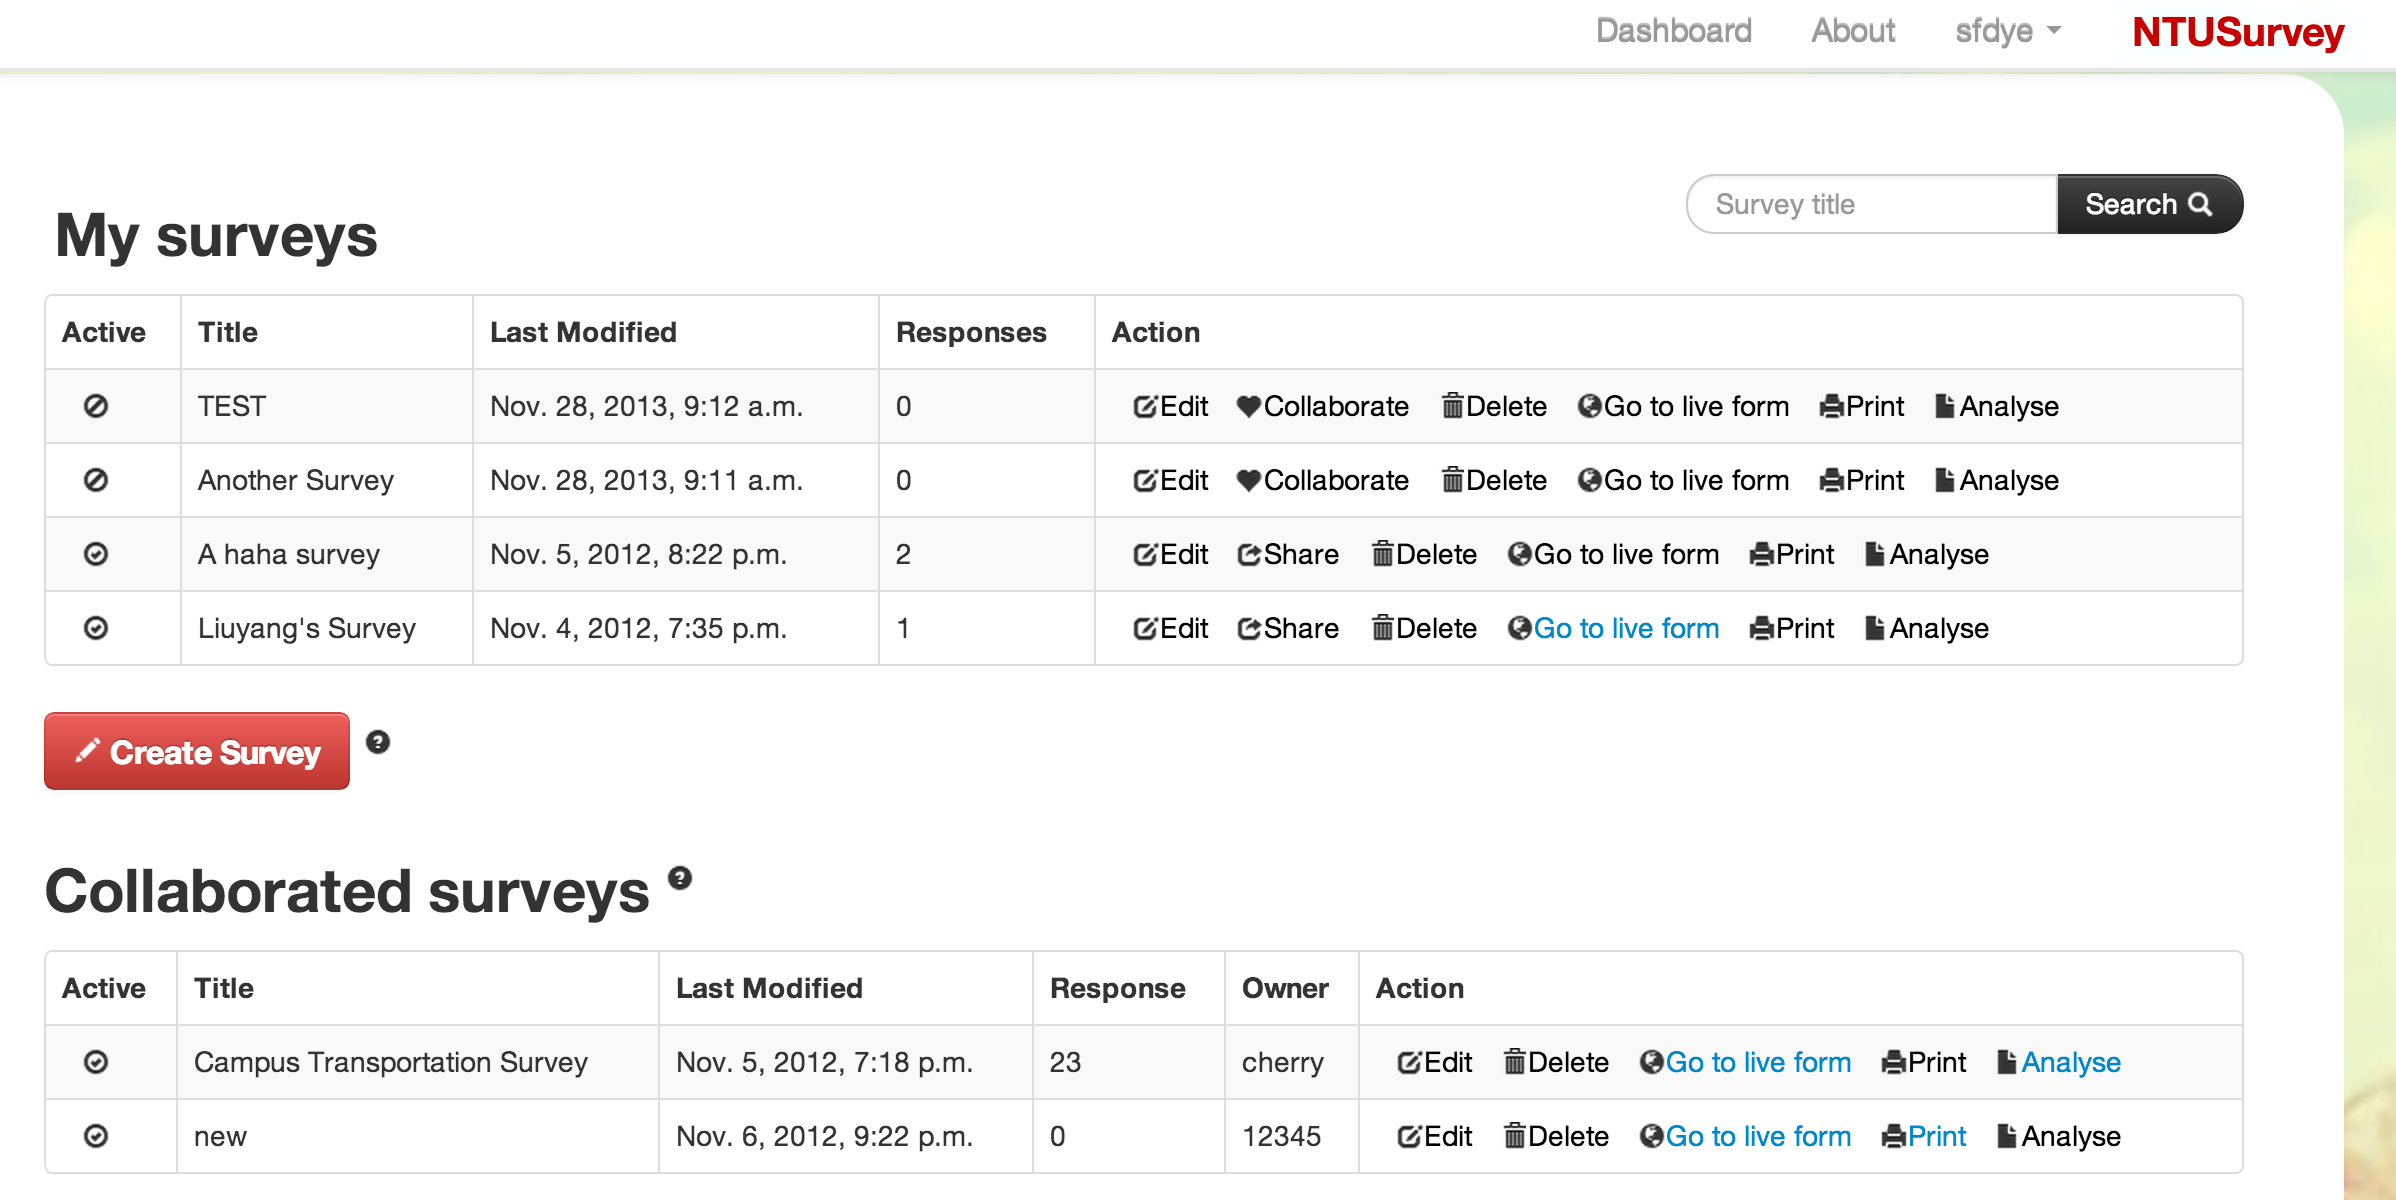 Dashboard About sfdye NTUSurvey
Survey title Search
My surveys
Active Title Last Modified Responses Action
TEST Nov. 28, 2013, 9:12 a.m. 0 Edit Collaborate Delete Go to live form Print Analyse
Another Survey Nov. 28, 2013, 9:11 a.m. 0 Edit Collaborate Delete Go to live form Print Analyse
A haha survey Nov. 5, 2012, 8:22 p.m. 2 Edit Share Delete Go to live form Print Analyse
Liuyang's Survey Nov. 4, 2012, 7:35 p.m. 1 Edit Share Delete Go to live form Print Analyse
Create Survey ?
Collaborated surveys ?
Active Title Last Modified Response Owner Action
Campus Transportation Survey Nov. 5, 2012, 7:18 p.m. 23 cherry Edit Delete Go to live form Print Analyse
new Nov. 6, 2012, 9:22 p.m. 0 12345 Edit Delete Go to live form Print Analyse